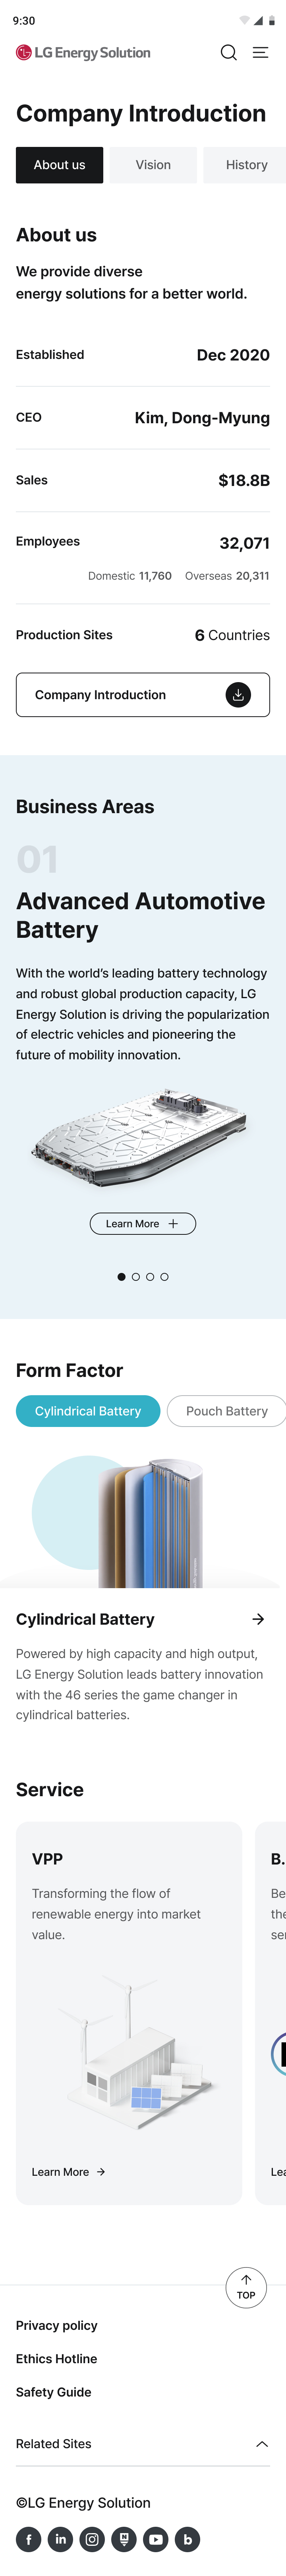 9:30
LG Energy Solution
Company Introduction
About us
Vision
History
About us
We provide diverse
energy solutions for a better world.
Established
Dec 2020
CEO
Kim, Dong-Myung
Sales
$18.8B
Employees
32,071
Domestic 11,760 Overseas 20,311
Production Sites
6 Countries
Company Introduction
Business Areas
01
Advanced Automotive
Battery
With the world's leading battery technology
and robust global production capacity, LG
Energy Solution is driving the popularization
of electric vehicles and pioneering the
future of mobility innovation.
Learn More
Form Factor
Cylindrical Battery
Pouch Battery
Cylindrical Battery
Powered by high capacity and high output,
LG Energy Solution leads battery innovation
with the 46 series the game changer in
cylindrical batteries.
Service
VPP
B.
Transforming the flow of
renewable energy into market
value.
Be
the
Learn More
TOP
Privacy policy
Ethics Hotline
Safety Guide
Related Sites
©LG Energy Solution